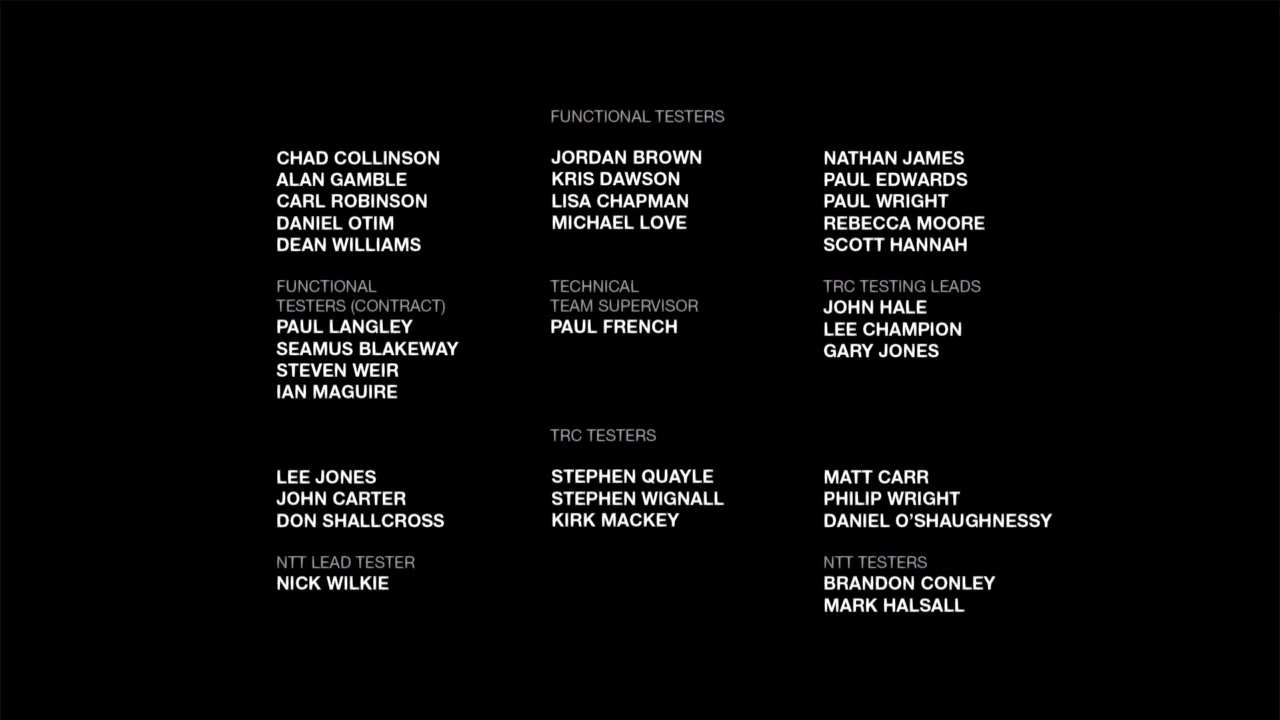 FUNCTIONAL TESTERS
CHAD COLLINSON
ALAN GAMBLE
CARL ROBINSON
DANIEL OTIM
DEAN WILLIAMS
JORDAN BROWN
KRIS DAWSON
LISA CHAPMAN
MICHAEL LOVE
NATHAN JAMES
PAUL EDWARDS
PAUL WRIGHT
REBECCA MOORE
SCOTT HANNAH
FUNCTIONAL
TESTERS (CONTRACT)
PAUL LANGLEY
SEAMUS BLAKEWAY
STEVEN WEIR
IAN MAGUIRE
TECHNICAL
TEAM SUPERVISOR
PAUL FRENCH
TRC TESTING LEADS
JOHN HALE
LEE CHAMPION
GARY JONES
TRC TESTERS
LEE JONES
JOHN CARTER
DON SHALLCROSS
STEPHEN QUAYLE
STEPHEN WIGNALL
KIRK MACKEY
MATT CARR
PHILIP WRIGHT
DANIEL O’SHAUGHNESSY
NTT LEAD TESTER
NICK WILKIE
NTT TESTERS
BRANDON CONLEY
MARK HALSALL